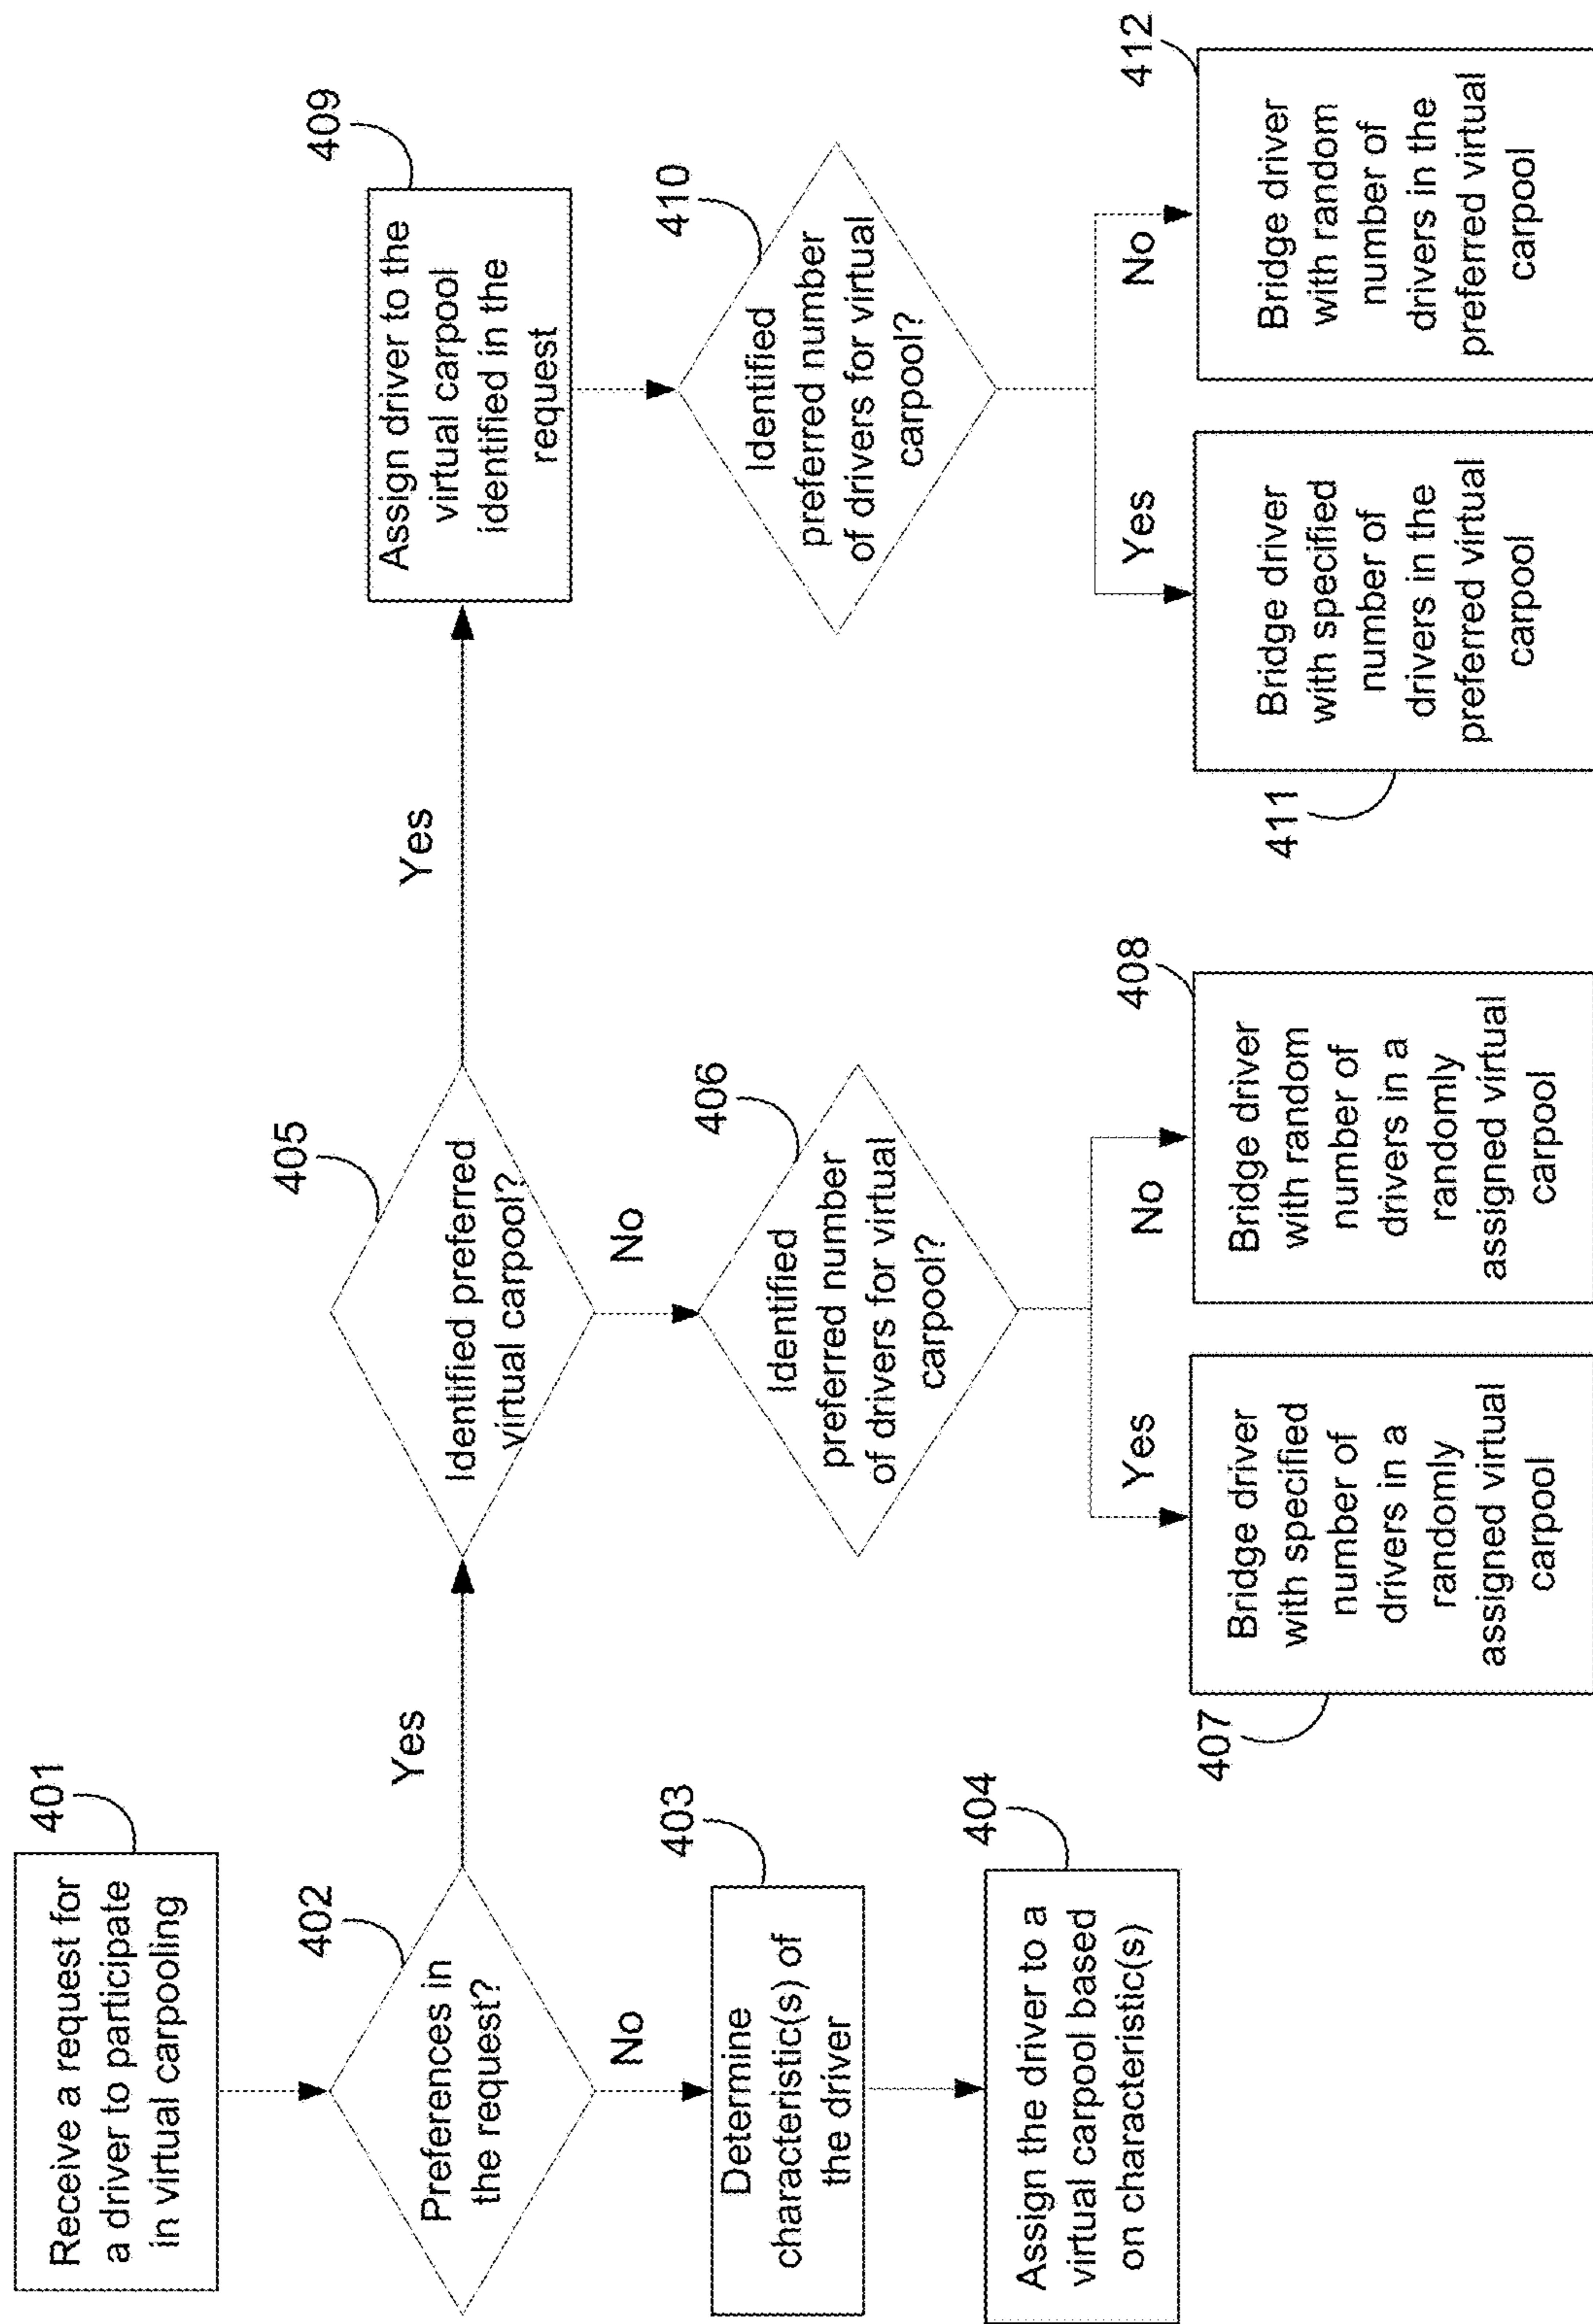 401
Receive a request for
a driver to participate
in virtual carpooling
402
Preferences in
the request?
Yes
No
403
Determine
characteristic(s) of
the driver
404
Assign the driver to a
virtual carpool based
on characteristic(s)
405
Identified preferred
virtual carpool?
Yes
No
406
Identified
preferred number
of drivers for virtual
carpool?
Yes
No
407
Bridge driver
with specified
number of
drivers in a
randomly
assigned virtual
carpool
408
Bridge driver
with random
number of
drivers in a
randomly
assigned virtual
carpool
409
Assign driver to the
virtual carpool
identified in the
request
410
Identified
preferred number
of drivers for virtual
carpool?
Yes
No
411
Bridge driver
with specified
number of
drivers in the
preferred virtual
carpool
412
Bridge driver
with random
number of
drivers in the
preferred virtual
carpool